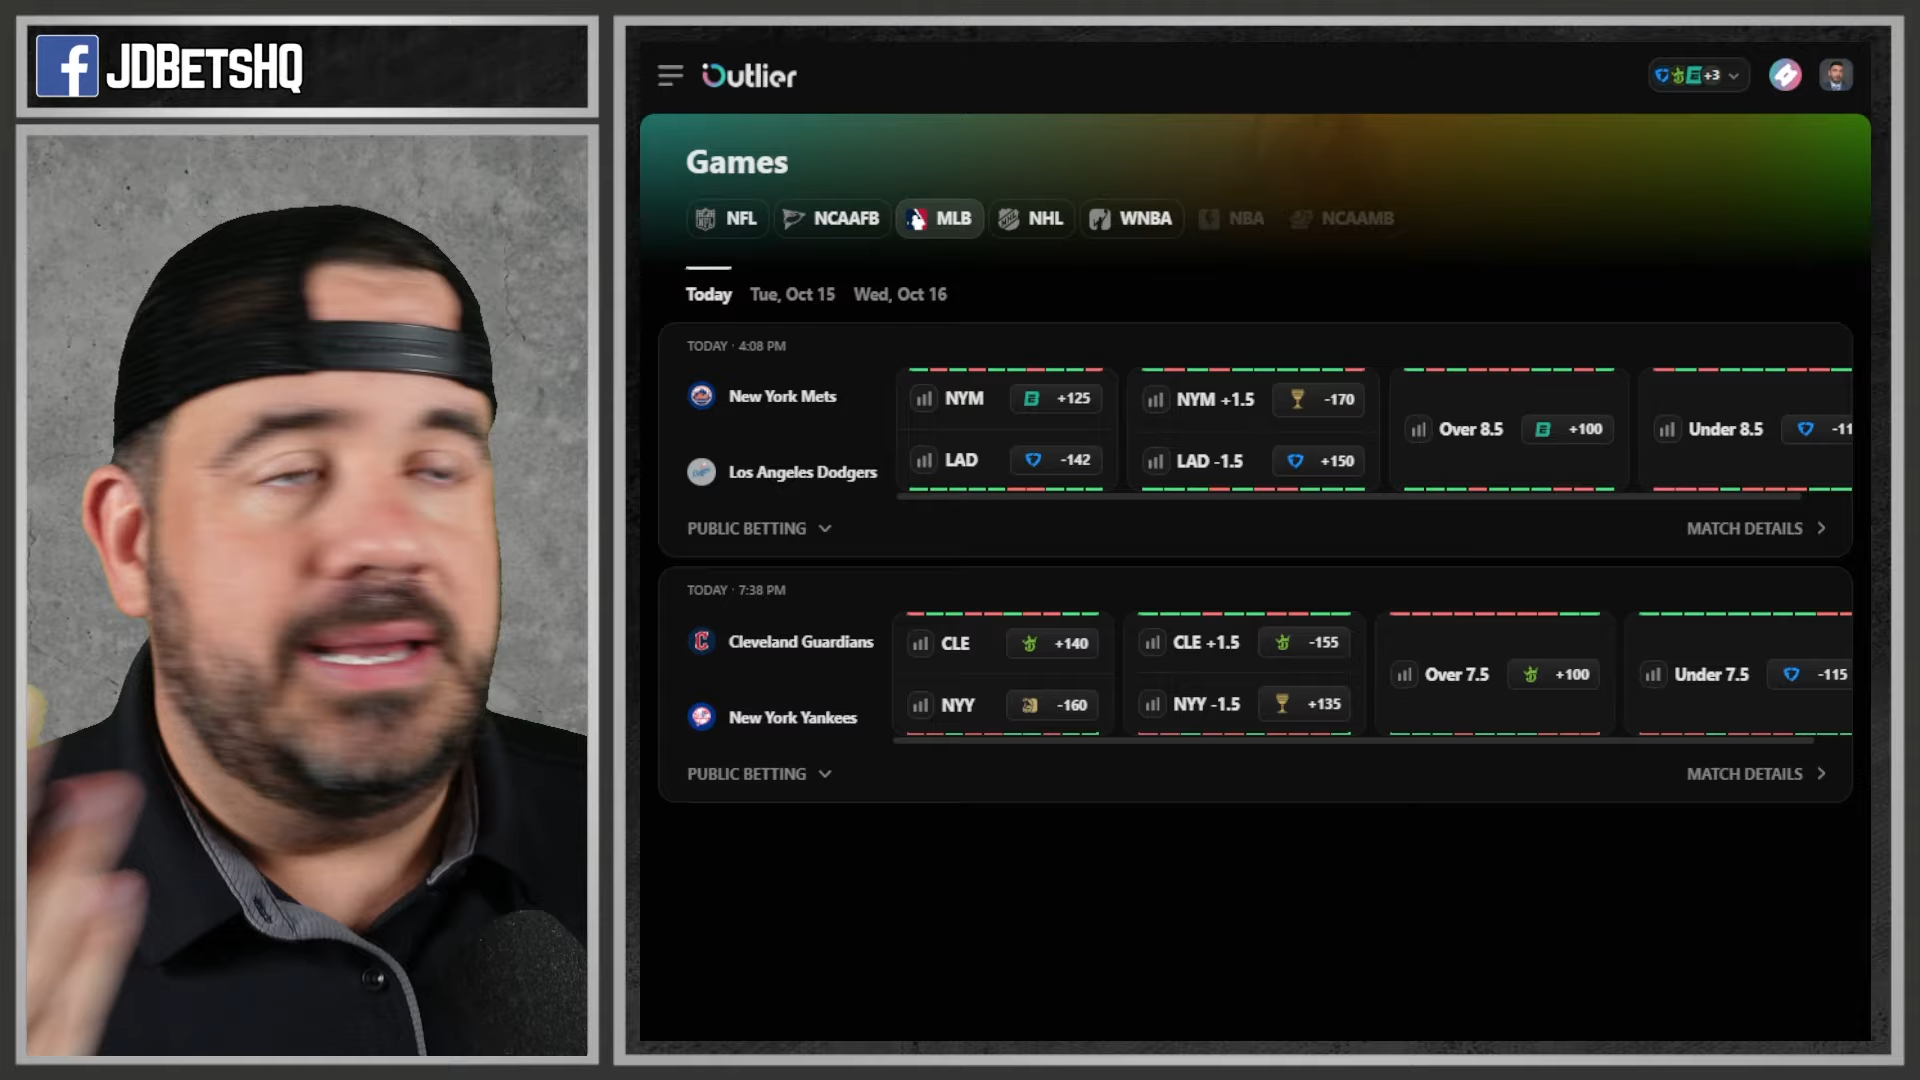 JDBetsHQ
Outlier
+3
Games
NFL
NCAAFB
MLB
NHL
WNBA
NBA
NCAAMB
Today
Tue, Oct 15
Wed, Oct 16
TODAY · 4:08 PM
New York Mets
Los Angeles Dodgers
NYM +125
LAD -142
NYM +1.5 -170
LAD -1.5 +150
Over 8.5 +100
Under 8.5 -11
PUBLIC BETTING
MATCH DETAILS
TODAY · 7:38 PM
Cleveland Guardians
New York Yankees
CLE +140
NYY -160
CLE +1.5 -155
NYY -1.5 +135
Over 7.5 +100
Under 7.5 -115
PUBLIC BETTING
MATCH DETAILS